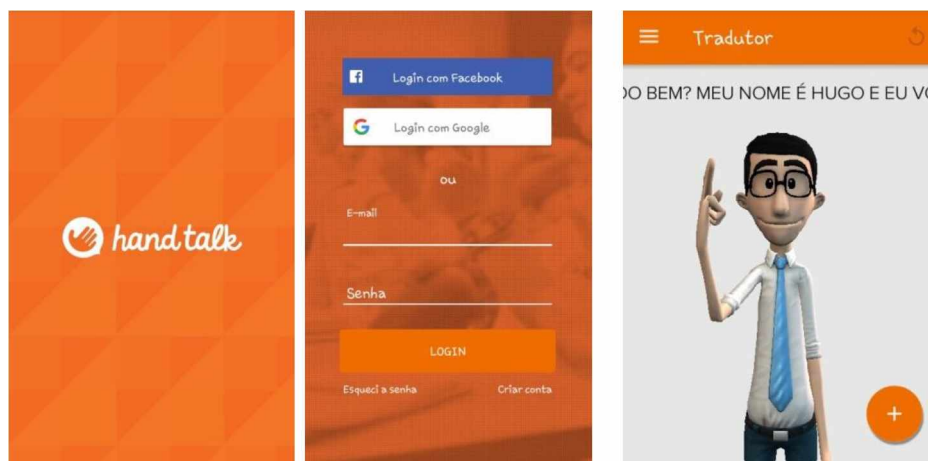 hand talk
Login com Facebook
Login com Google
ou
E-mail
Senha
LOGIN
Esqueci a senha
Criar conta
Tradutor
DO BEM? MEU NOME É HUGO E EU VO